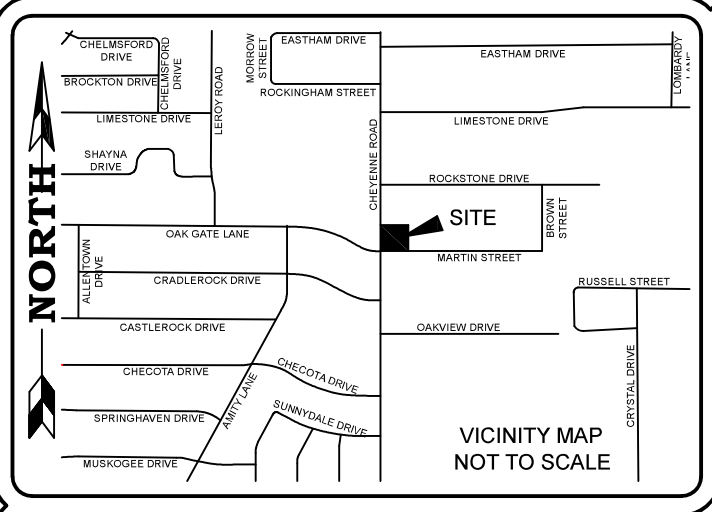 CHELMSFORD
DRIVE
CHELMSFORD
DRIVE
BROCKTON DRIVE
LIMESTONE DRIVE
SHAYNA
DRIVE
LEROY ROAD
MORROW
STREET
EASTHAM DRIVE
ROCKINGHAM STREET
CHEYENNE ROAD
EASTHAM DRIVE
LOMBARDY
LIMESTONE DRIVE
ROCKSTONE DRIVE
BROWN
STREET
SITE
MARTIN STREET
NORTH
OAK GATE LANE
ALLENTOWN
DRIVE
CRADLEROCK DRIVE
CASTLEROCK DRIVE
RUSSELL STREET
OAKVIEW DRIVE
CRYSTAL DRIVE
CHECOTA DRIVE
CHECOTA DRIVE
AMITY LANE
SPRINGHAVEN DRIVE
SUNNYDALE DRIVE
MUSKOGEE DRIVE
VICINITY MAP
NOT TO SCALE